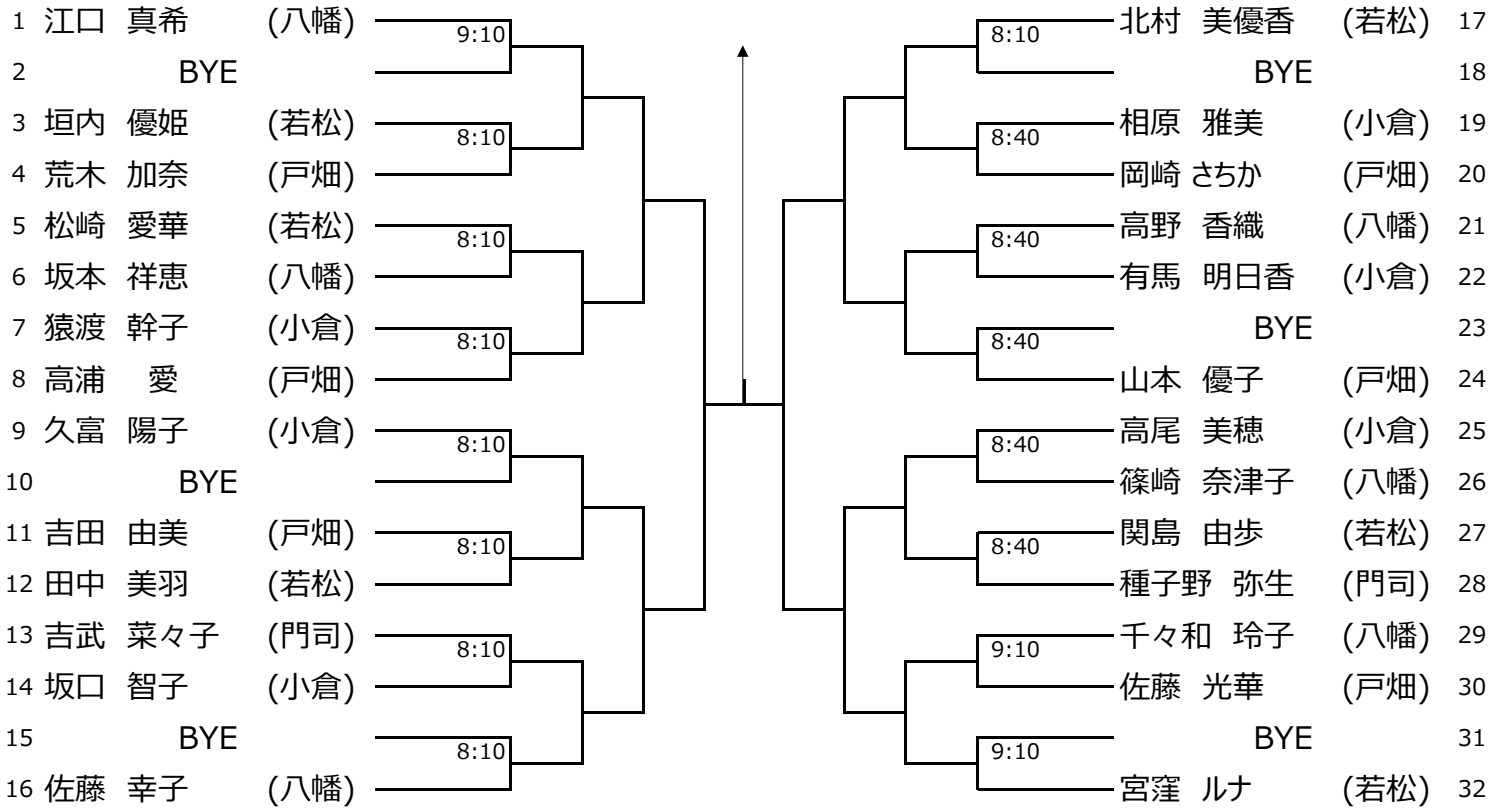 1 江口 真希 (八幡)
9:10
2 BYE
3 垣内 優姫 (若松)
8:10
4 荒木 加奈 (戸畑)
5 松崎 愛華 (若松)
8:10
6 坂本 祥恵 (八幡)
7 猿渡 幹子 (小倉)
8:10
8 高浦 愛 (戸畑)
9 久富 陽子 (小倉)
8:10
10 BYE
11 吉田 由美 (戸畑)
8:10
12 田中 美羽 (若松)
13 吉武 菜々子 (門司)
8:10
14 坂口 智子 (小倉)
15 BYE
8:10
16 佐藤 幸子 (八幡)
北村 美優香 (若松) 17
8:10
BYE 18
相原 雅美 (小倉) 19
8:40
岡崎 さちか (戸畑) 20
高野 香織 (八幡) 21
8:40
有馬 明日香 (小倉) 22
BYE 23
8:40
山本 優子 (戸畑) 24
高尾 美穂 (小倉) 25
8:40
篠崎 奈津子 (八幡) 26
関島 由歩 (若松) 27
8:40
種子野 弥生 (門司) 28
千々和 玲子 (八幡) 29
9:10
佐藤 光華 (戸畑) 30
BYE 31
9:10
宮窪 ルナ (若松) 32